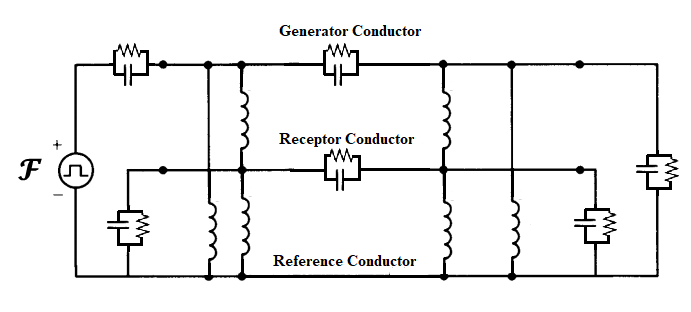 Generator Conductor
Receptor Conductor
+
ℱ
−
Reference Conductor